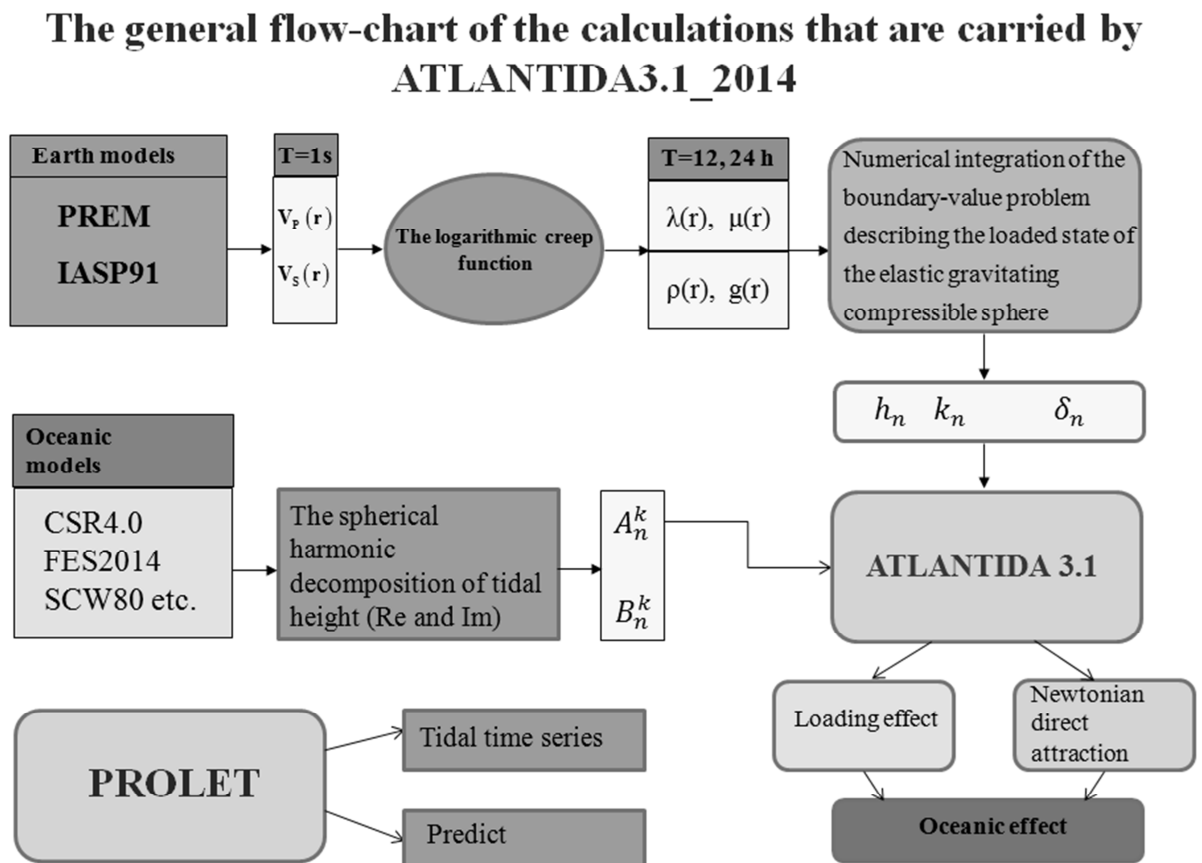 The general flow-chart of the calculations that are carried by
ATLANTIDA3.1_2014
Earth models
PREM
IASP91
T=1s
V_P (r)
V_S (r)
The logarithmic creep
function
T=12, 24 h
λ(r), μ(r)
ρ(r), g(r)
Numerical integration of the
boundary-value problem
describing the loaded state of
the elastic gravitating
compressible sphere
h_n k_n δ_n
Oceanic
models
CSR4.0
FES2014
SCW80 etc.
The spherical
harmonic
decomposition of tidal
height (Re and Im)
A_n^k
B_n^k
ATLANTIDA 3.1
Loading effect
Newtonian
direct
attraction
Oceanic effect
PROLET
Tidal time series
Predict